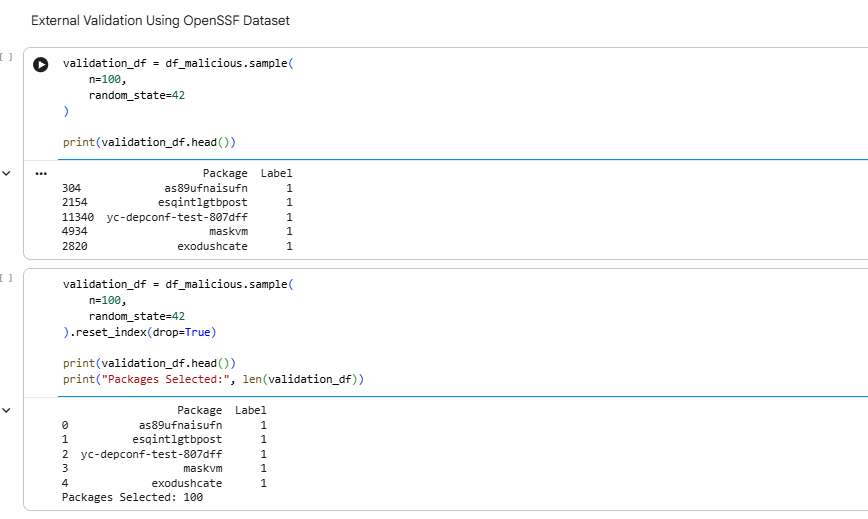 External Validation Using OpenSSF Dataset
[ ]
validation_df = df_malicious.sample(
    n=100,
    random_state=42
)
print(validation_df.head())
...
Package Label
304 as89ufnaisufn 1
2154 esqintlgtbpost 1
11340 yc-depconf-test-807dff 1
4934 maskvm 1
2820 exodushcate 1
[ ]
validation_df = df_malicious.sample(
    n=100,
    random_state=42
).reset_index(drop=True)
print(validation_df.head())
print("Packages Selected:", len(validation_df))
Package Label
0 as89ufnaisufn 1
1 esqintlgtbpost 1
2 yc-depconf-test-807dff 1
3 maskvm 1
4 exodushcate 1
Packages Selected: 100